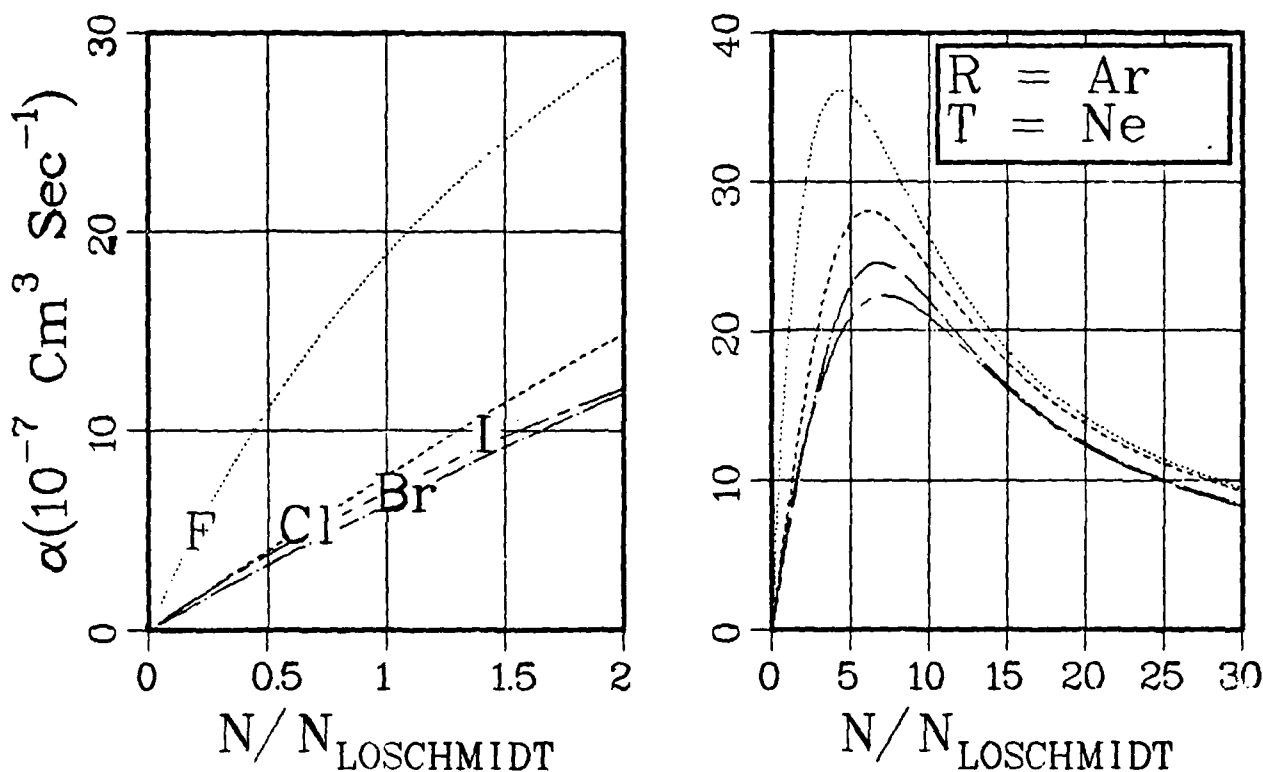 α(10⁻⁷ Cm³ Sec⁻¹)
30
20
10
0
F
Cl
Br
I
0 0.5 1 1.5 2
N/N_LOSCHMIDT
40
30
20
10
0
R = Ar
T = Ne
0 5 10 15 20 25 30
N/N_LOSCHMIDT